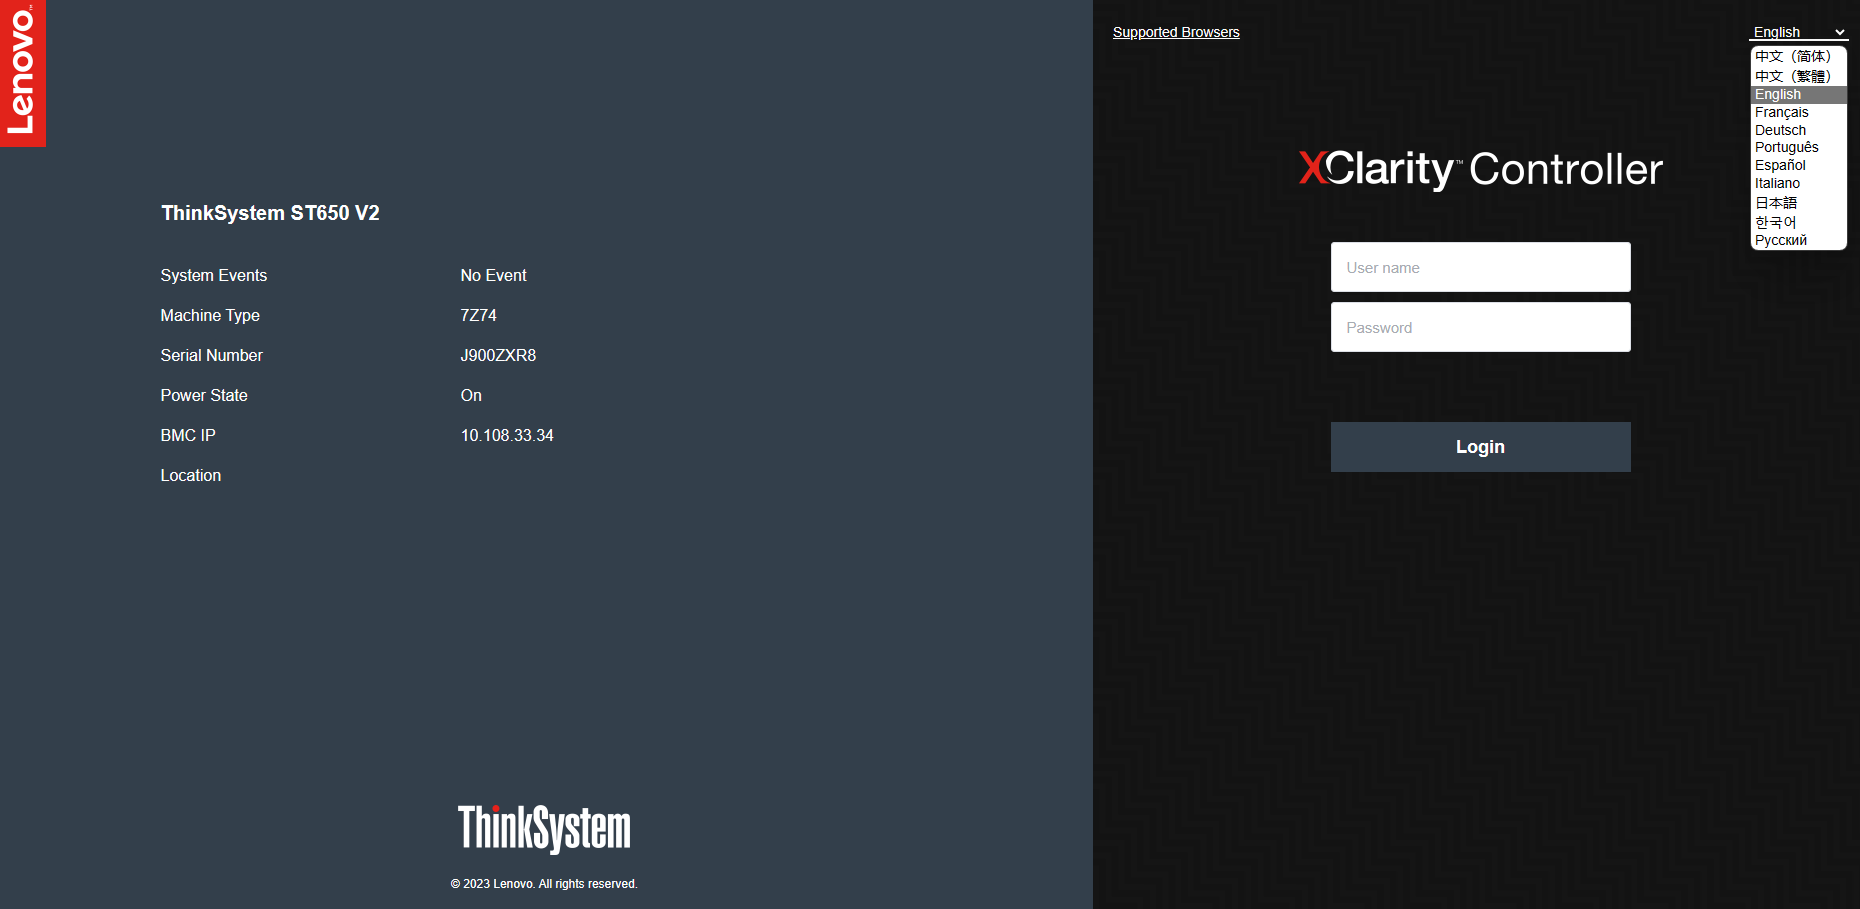 Lenovo™
ThinkSystem ST650 V2
System Events No Event
Machine Type 7Z74
Serial Number J900ZXR8
Power State On
BMC IP 10.108.33.34
Location
ThinkSystem
© 2023 Lenovo. All rights reserved.
Supported Browsers
English
中文（简体）
中文（繁體）
English
Français
Deutsch
Português
Español
Italiano
日本語
한국어
Русский
XClarity™ Controller
User name
Password
Login